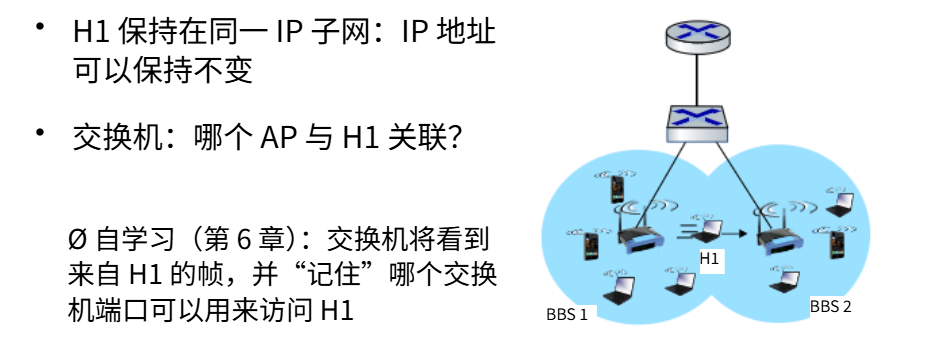 • H1 保持在同一 IP 子网：IP 地址
可以保持不变
• 交换机：哪个 AP 与 H1 关联？
Ø 自学习（第 6 章）：交换机将看到
来自 H1 的帧，并“记住”哪个交换
机端口可以用来访问 H1
H1
BBS 1
BBS 2